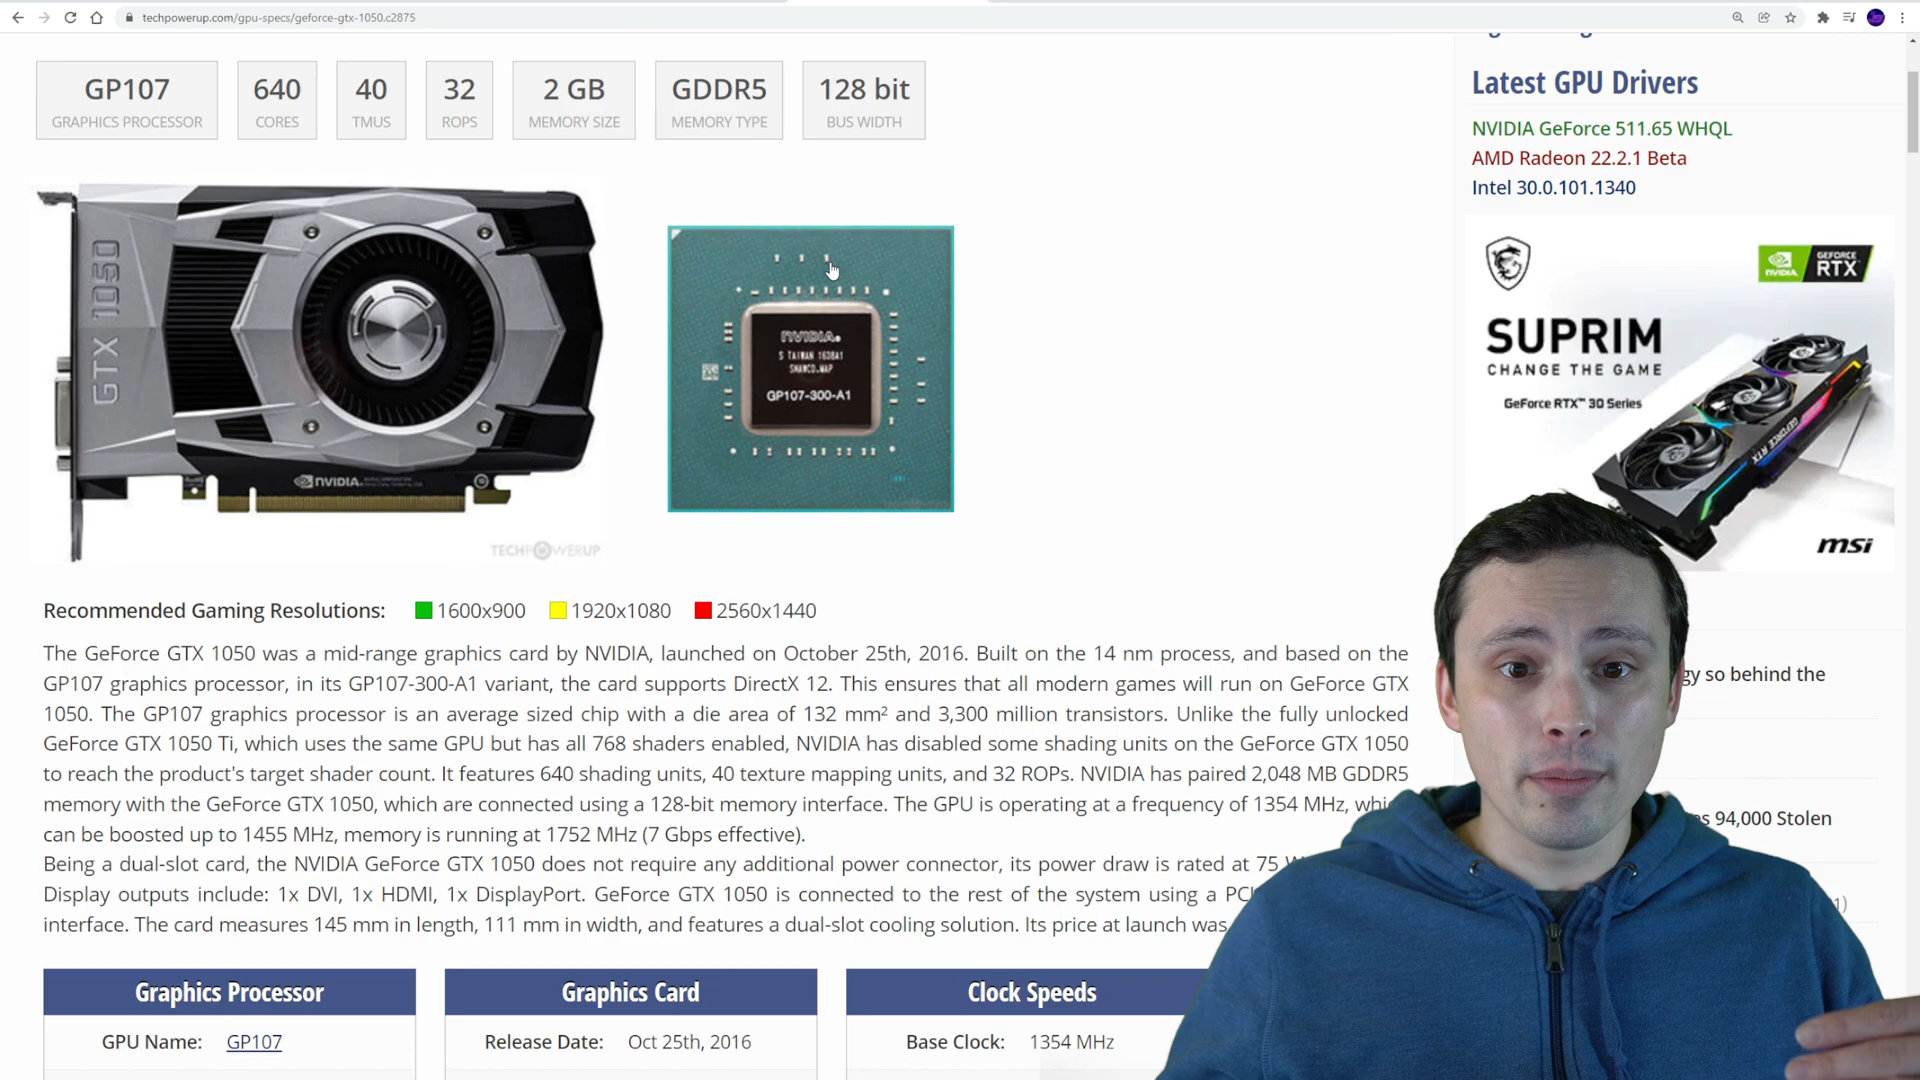 techpowerup.com/gpu-specs/geforce-gtx-1050.c2875
GP107
GRAPHICS PROCESSOR
640
CORES
40
TMUS
32
ROPS
2 GB
MEMORY SIZE
GDDR5
MEMORY TYPE
128 bit
BUS WIDTH
Latest GPU Drivers
NVIDIA GeForce 511.65 WHQL
AMD Radeon 22.2.1 Beta
Intel 30.0.101.1340
GTX 1050
NVIDIA
TECHPOWERUP
NVIDIA.
S TAIWAN 1638A1
GP107-300-A1
NVIDIA
GEFORCE
RTX
SUPRIM
CHANGE THE GAME
GeForce RTX™ 30 Series
GEFORCE RTX
msi
Recommended Gaming Resolutions: 1600x900 1920x1080 2560x1440
The GeForce GTX 1050 was a mid-range graphics card by NVIDIA, launched on October 25th, 2016. Built on the 14 nm process, and based on the
GP107 graphics processor, in its GP107-300-A1 variant, the card supports DirectX 12. This ensures that all modern games will run on GeForce GTX
1050. The GP107 graphics processor is an average sized chip with a die area of 132 mm² and 3,300 million transistors. Unlike the fully unlocked
GeForce GTX 1050 Ti, which uses the same GPU but has all 768 shaders enabled, NVIDIA has disabled some shading units on the GeForce GTX 1050
to reach the product's target shader count. It features 640 shading units, 40 texture mapping units, and 32 ROPs. NVIDIA has paired 2,048 MB GDDR5
memory with the GeForce GTX 1050, which are connected using a 128-bit memory interface. The GPU is operating at a frequency of 1354 MHz, which
can be boosted up to 1455 MHz, memory is running at 1752 MHz (7 Gbps effective).
Being a dual-slot card, the NVIDIA GeForce GTX 1050 does not require any additional power connector, its power draw is rated at 75
Display outputs include: 1x DVI, 1x HDMI, 1x DisplayPort. GeForce GTX 1050 is connected to the rest of the system using a
interface. The card measures 145 mm in length, 111 mm in width, and features a dual-slot cooling solution. Its price at launch was
so behind the
94,000 Stolen
Graphics Processor
GPU Name: GP107
Graphics Card
Release Date: Oct 25th, 2016
Clock Speeds
Base Clock: 1354 MHz